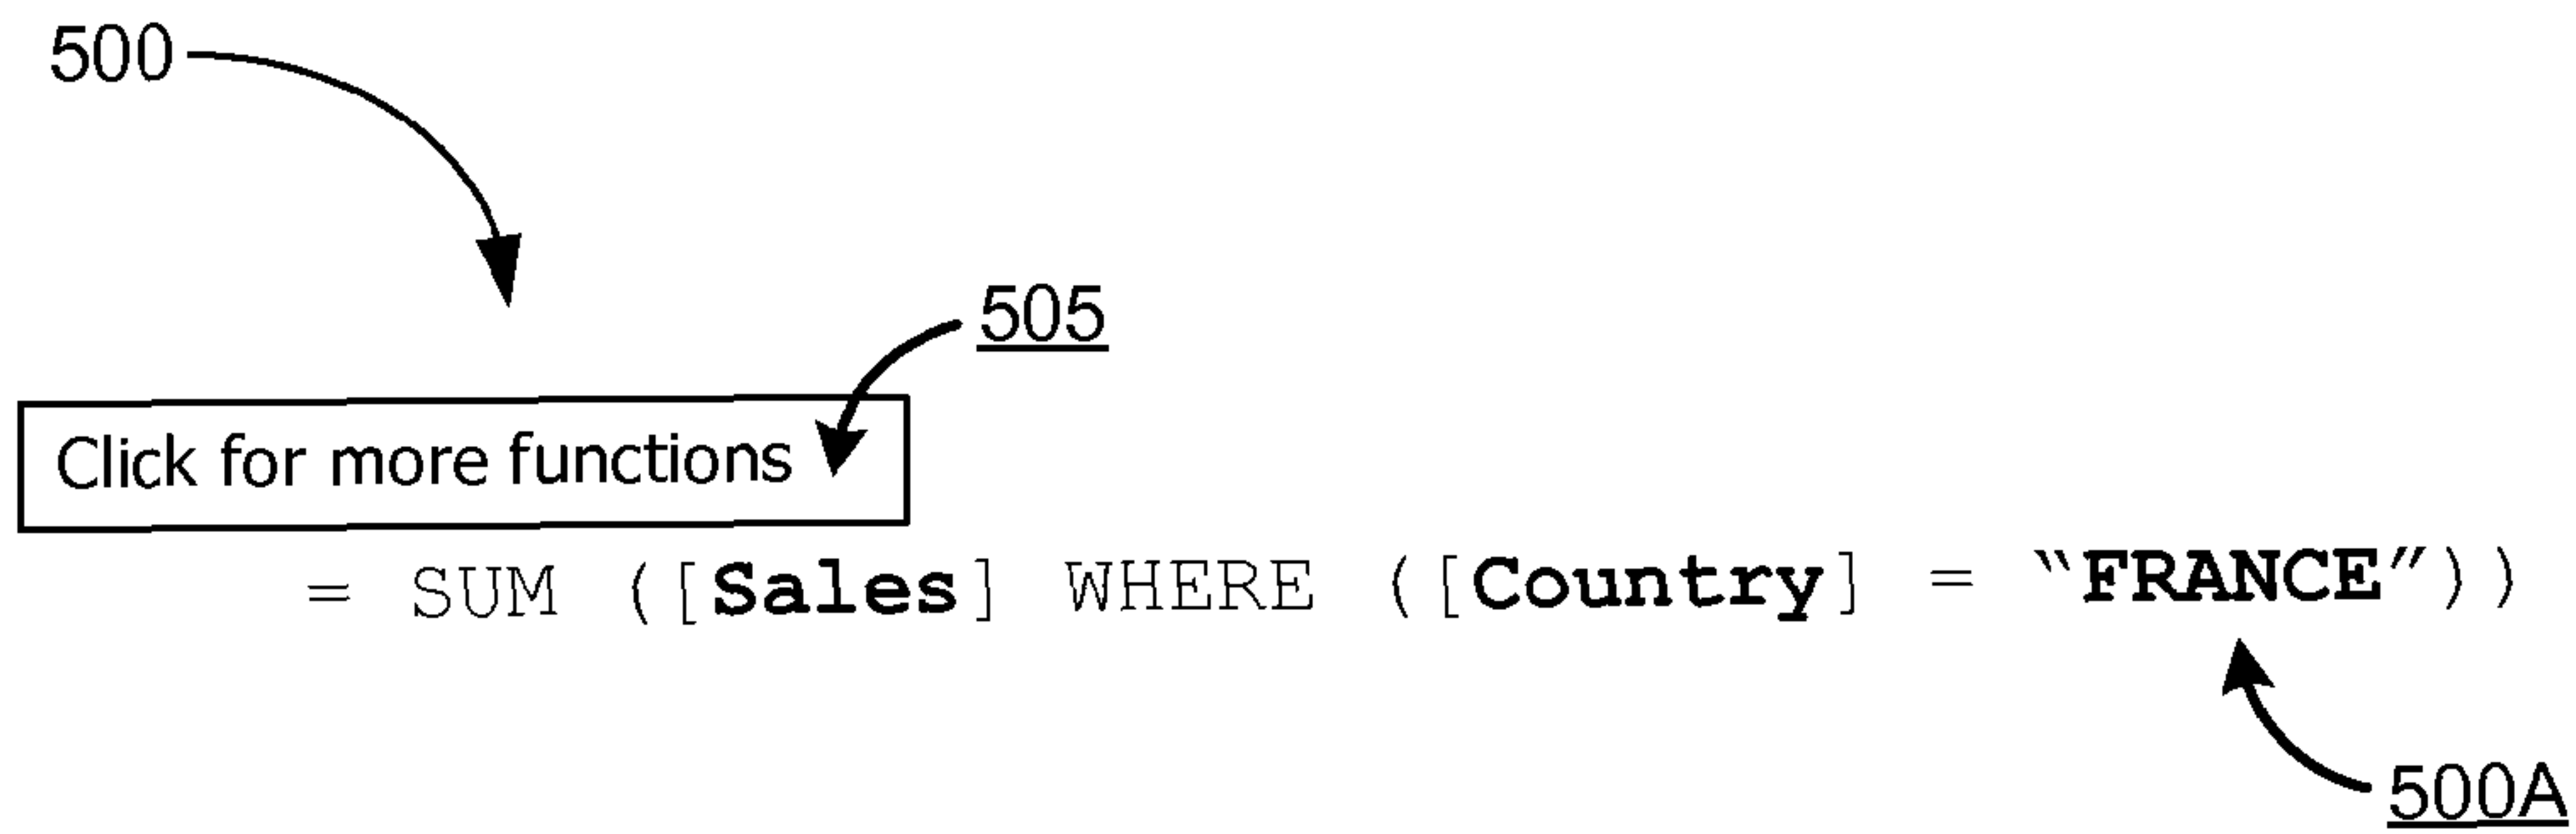 500
505
Click for more functions
= SUM ([Sales] WHERE ([Country] = “FRANCE”))
500A